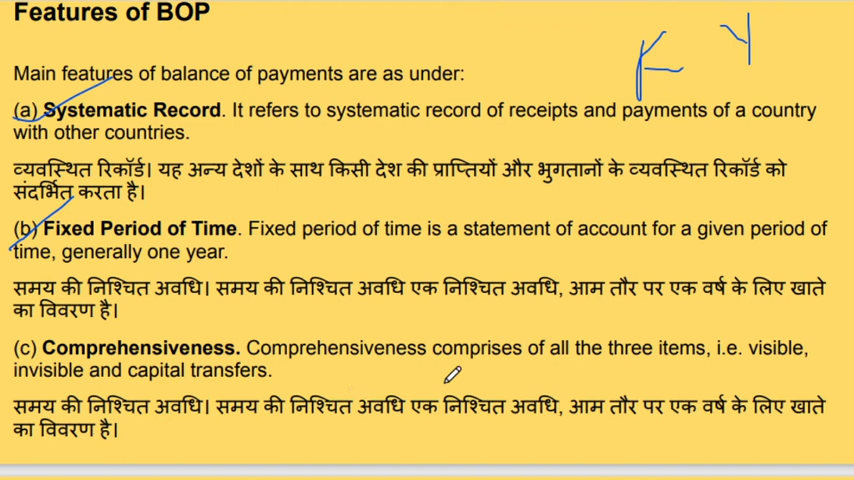 Features of BOP
K Y
Main features of balance of payments are as under:
(a) Systematic Record. It refers to systematic record of receipts and payments of a country
with other countries.
व्यवस्थित रिकॉर्ड। यह अन्य देशों के साथ किसी देश की प्राप्तियों और भुगतानों के व्यवस्थित रिकॉर्ड को
संदर्भित करता है।
(b) Fixed Period of Time. Fixed period of time is a statement of account for a given period of
time, generally one year.
समय की निश्चित अवधि। समय की निश्चित अवधि एक निश्चित अवधि, आम तौर पर एक वर्ष के लिए खाते
का विवरण है।
(c) Comprehensiveness. Comprehensiveness comprises of all the three items, i.e. visible,
invisible and capital transfers.
समय की निश्चित अवधि। समय की निश्चित अवधि एक निश्चित अवधि, आम तौर पर एक वर्ष के लिए खाते
का विवरण है।